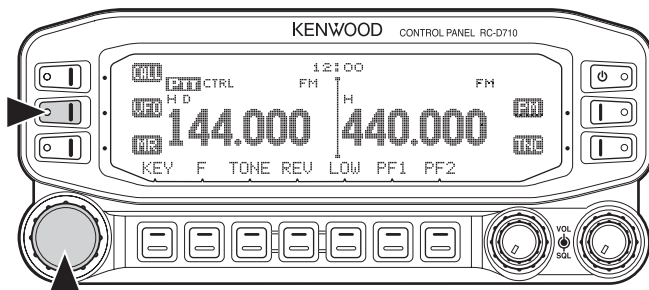 KENWOOD CONTROL PANEL RC-D710
12:00
CALL PTT CTRL FM FM
VFO H D 144.000 H 440.000 PM
MR TNC
KEY F TONE REV LOW PF1 PF2
VOL
SQL